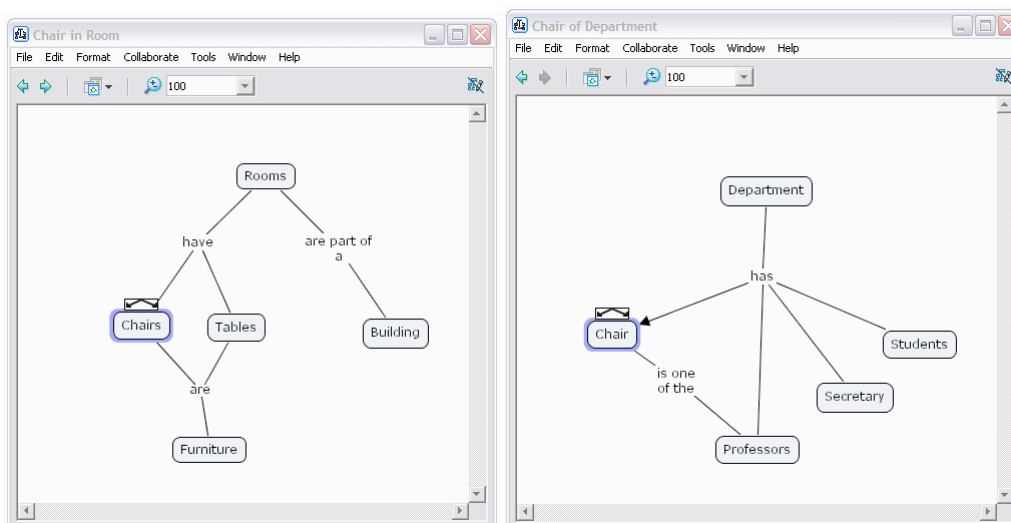 Chair in Room
File Edit Format Collaborate Tools Window Help
100
Rooms
have
are part of
a
Chairs
Tables
Building
are
Furniture
Chair of Department
File Edit Format Collaborate Tools Window Help
100
Department
has
Chair
Students
is one
of the
Secretary
Professors